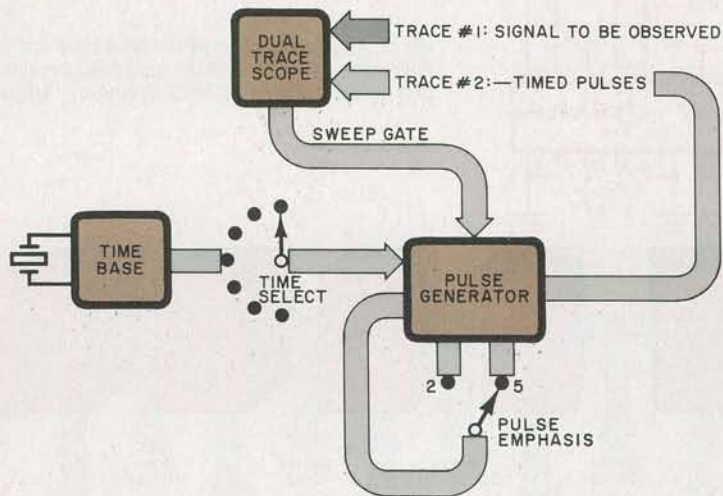 DUAL
TRACE
SCOPE
TRACE #1: SIGNAL TO BE OBSERVED
TRACE #2:—TIMED PULSES
SWEEP GATE
TIME
BASE
TIME
SELECT
PULSE
GENERATOR
2
5
PULSE
EMPHASIS